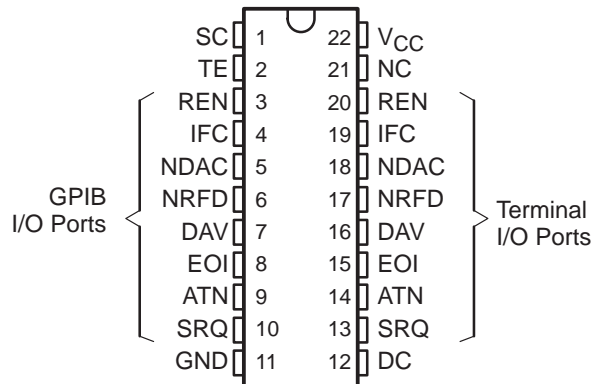 SC 1 22 VCC
TE 2 21 NC
REN 3 20 REN
IFC 4 19 IFC
NDAC 5 18 NDAC
NRFD 6 17 NRFD
DAV 7 16 DAV
EOI 8 15 EOI
ATN 9 14 ATN
SRQ 10 13 SRQ
GND 11 12 DC
GPIB
I/O Ports
Terminal
I/O Ports